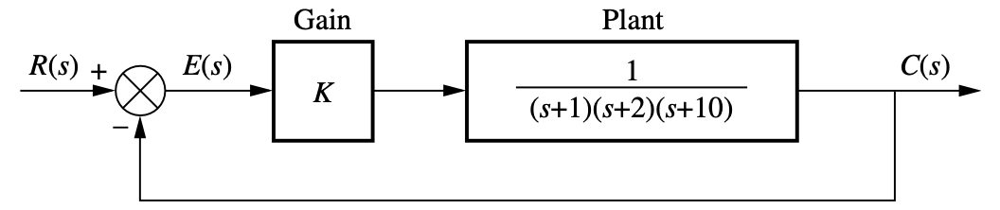 Gain
Plant
R(s) +
E(s)
K
1
(s+1)(s+2)(s+10)
C(s)
−